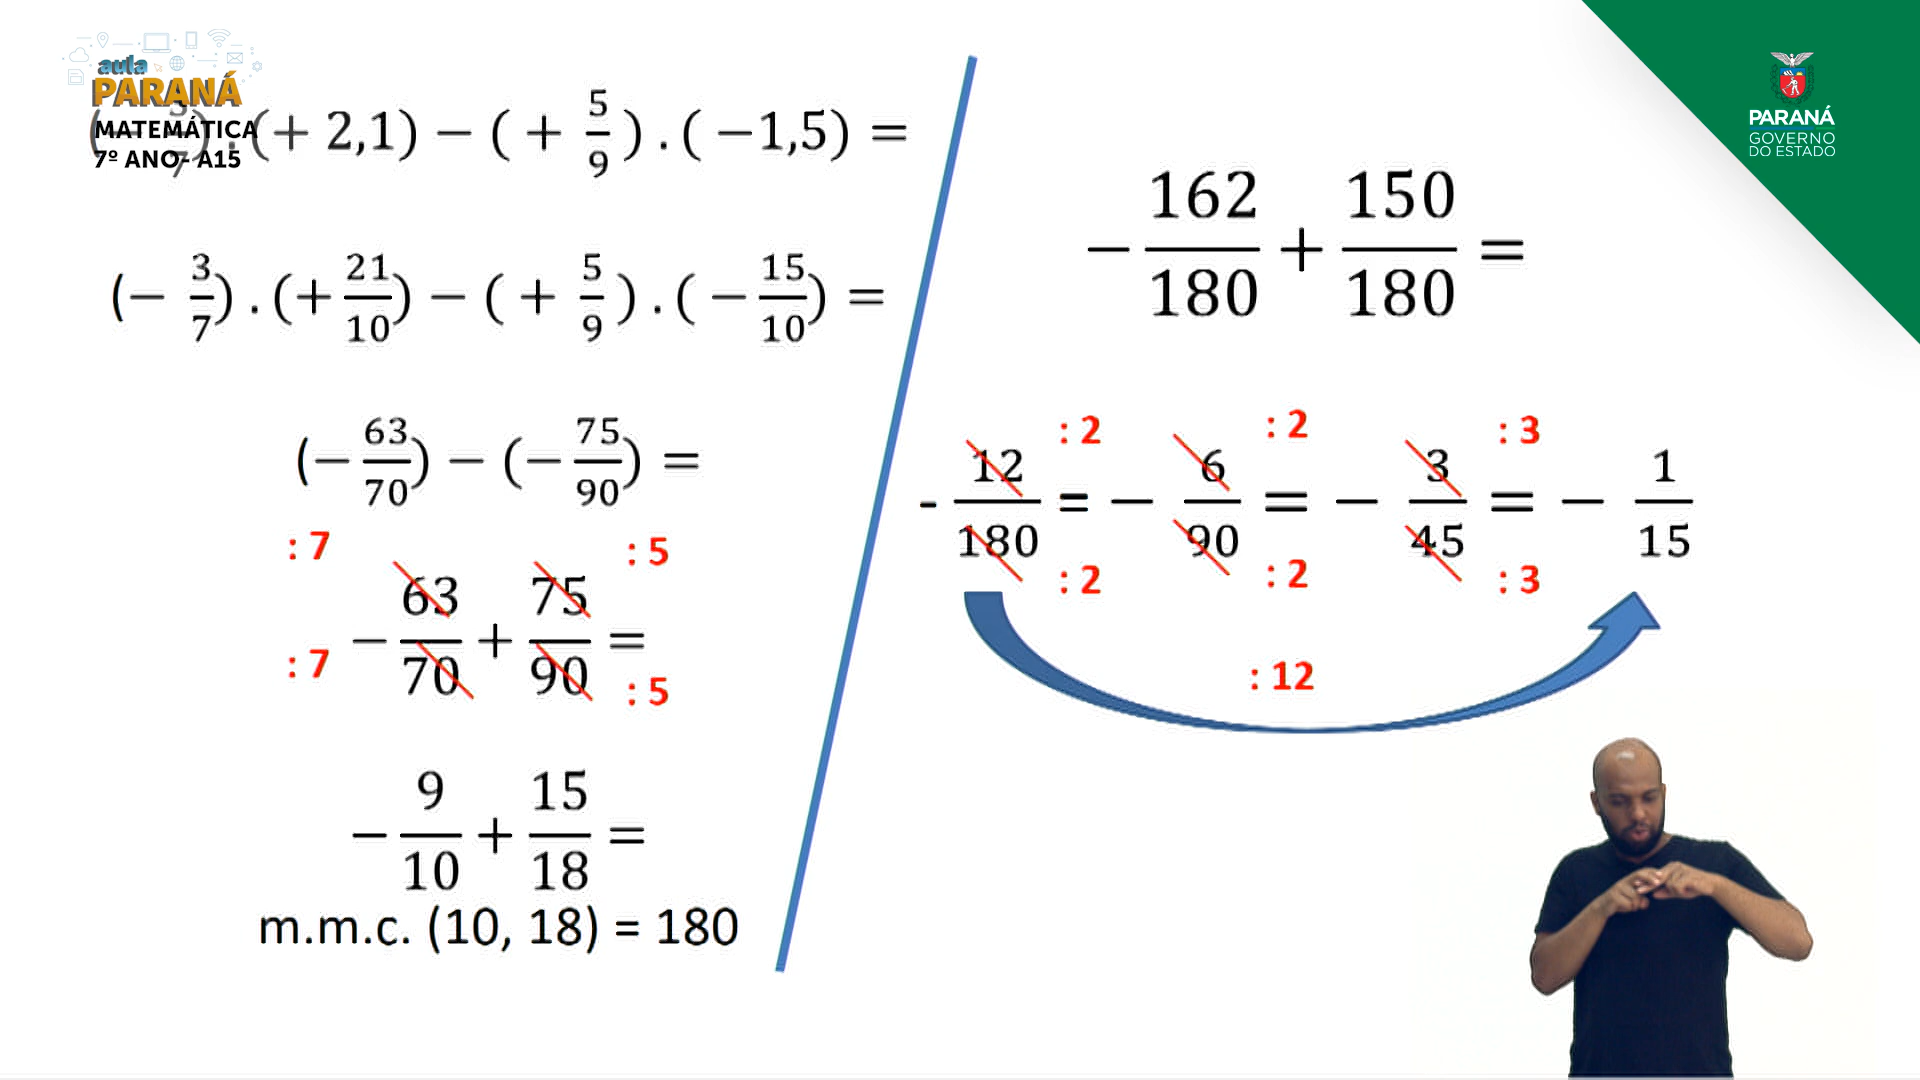 aula
PARANÁ
MATEMÁTICA
7º ANO- A15
(− 3/7) . (+ 2,1) − ( + 5/9 ) . ( −1,5) =
(− 3/7) . (+ 21/10) − ( + 5/9 ) . ( − 15/10) =
(− 63/70) − (− 75/90) =
: 7 : 5
− 63/70 + 75/90 =
: 7 : 5
− 9/10 + 15/18 =
m.m.c. (10, 18) = 180
− 162/180 + 150/180 =
: 2 : 2 : 3
- 12/180 = − 6/90 = − 3/45 = − 1/15
: 2 : 2 : 3
: 12
PARANÁ
GOVERNO
DO ESTADO